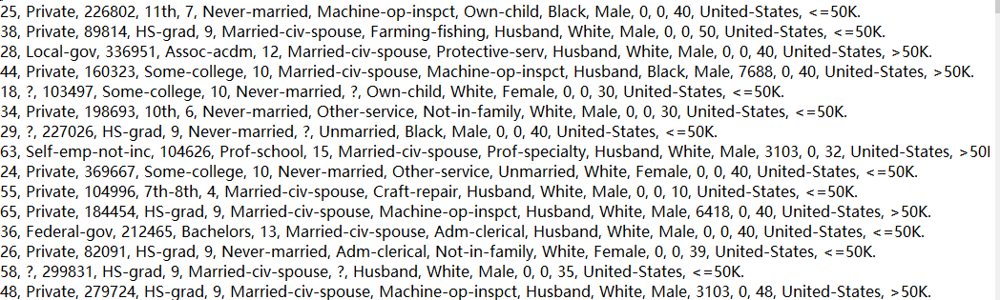 25, Private, 226802, 11th, 7, Never-married, Machine-op-inspct, Own-child, Black, Male, 0, 0, 40, United-States, <=50K.
38, Private, 89814, HS-grad, 9, Married-civ-spouse, Farming-fishing, Husband, White, Male, 0, 0, 50, United-States, <=50K.
28, Local-gov, 336951, Assoc-acdm, 12, Married-civ-spouse, Protective-serv, Husband, White, Male, 0, 0, 40, United-States, >50K.
44, Private, 160323, Some-college, 10, Married-civ-spouse, Machine-op-inspct, Husband, Black, Male, 7688, 0, 40, United-States, >50K.
18, ?, 103497, Some-college, 10, Never-married, ?, Own-child, White, Female, 0, 0, 30, United-States, <=50K.
34, Private, 198693, 10th, 6, Never-married, Other-service, Not-in-family, White, Male, 0, 0, 30, United-States, <=50K.
29, ?, 227026, HS-grad, 9, Never-married, ?, Unmarried, Black, Male, 0, 0, 40, United-States, <=50K.
63, Self-emp-not-inc, 104626, Prof-school, 15, Married-civ-spouse, Prof-specialty, Husband, White, Male, 3103, 0, 32, United-States, >50
24, Private, 369667, Some-college, 10, Never-married, Other-service, Unmarried, White, Female, 0, 0, 40, United-States, <=50K.
55, Private, 104996, 7th-8th, 4, Married-civ-spouse, Craft-repair, Husband, White, Male, 0, 0, 10, United-States, <=50K.
65, Private, 184454, HS-grad, 9, Married-civ-spouse, Machine-op-inspct, Husband, White, Male, 6418, 0, 40, United-States, >50K.
36, Federal-gov, 212465, Bachelors, 13, Married-civ-spouse, Adm-clerical, Husband, White, Male, 0, 0, 40, United-States, <=50K.
26, Private, 82091, HS-grad, 9, Never-married, Adm-clerical, Not-in-family, White, Female, 0, 0, 39, United-States, <=50K.
58, ?, 299831, HS-grad, 9, Married-civ-spouse, ?, Husband, White, Male, 0, 0, 35, United-States, <=50K.
48, Private, 279724, HS-grad, 9, Married-civ-spouse, Machine-op-inspct, Husband, White, Male, 3103, 0, 48, United-States, >50K.